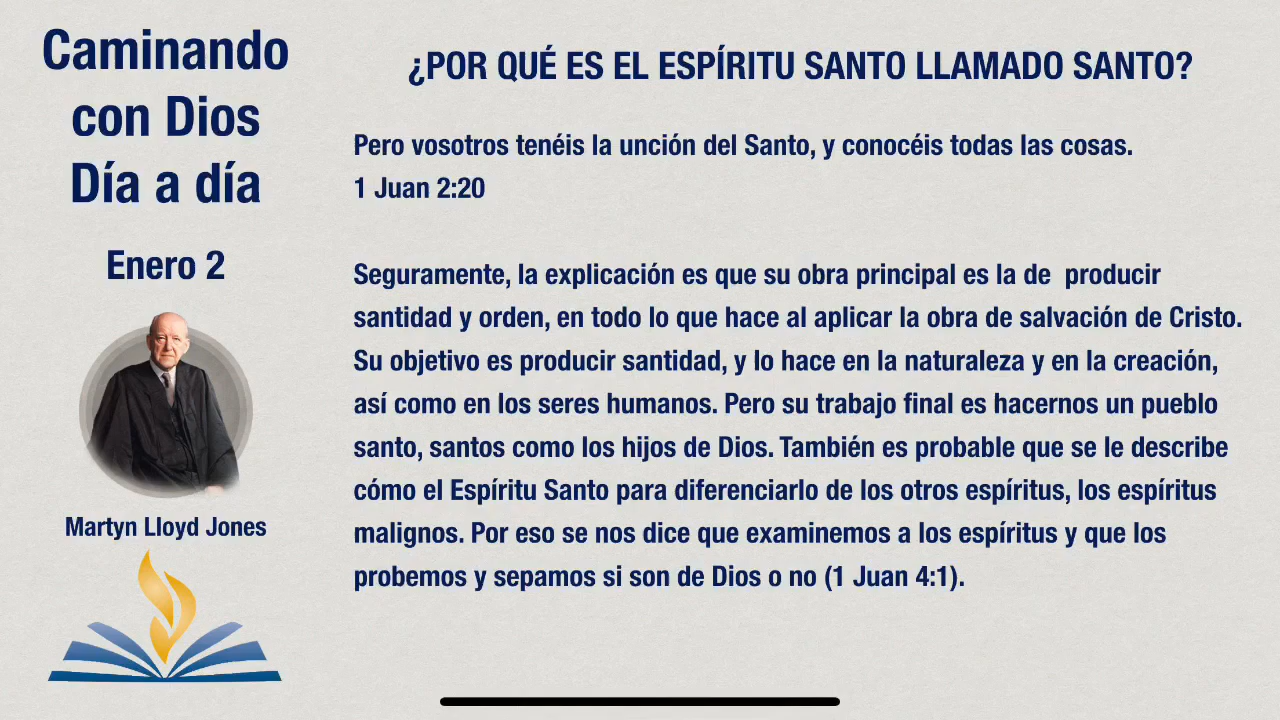 Caminando
con Dios
Día a día
Enero 2
Martyn Lloyd Jones
¿POR QUÉ ES EL ESPÍRITU SANTO LLAMADO SANTO?
Pero vosotros tenéis la unción del Santo, y conocéis todas las cosas.
1 Juan 2:20
Seguramente, la explicación es que su obra principal es la de  producir
santidad y orden, en todo lo que hace al aplicar la obra de salvación de Cristo.
Su objetivo es producir santidad, y lo hace en la naturaleza y en la creación,
así como en los seres humanos. Pero su trabajo final es hacernos un pueblo
santo, santos como los hijos de Dios. También es probable que se le describe
cómo el Espíritu Santo para diferenciarlo de los otros espíritus, los espíritus
malignos. Por eso se nos dice que examinemos a los espíritus y que los
probemos y sepamos si son de Dios o no (1 Juan 4:1).